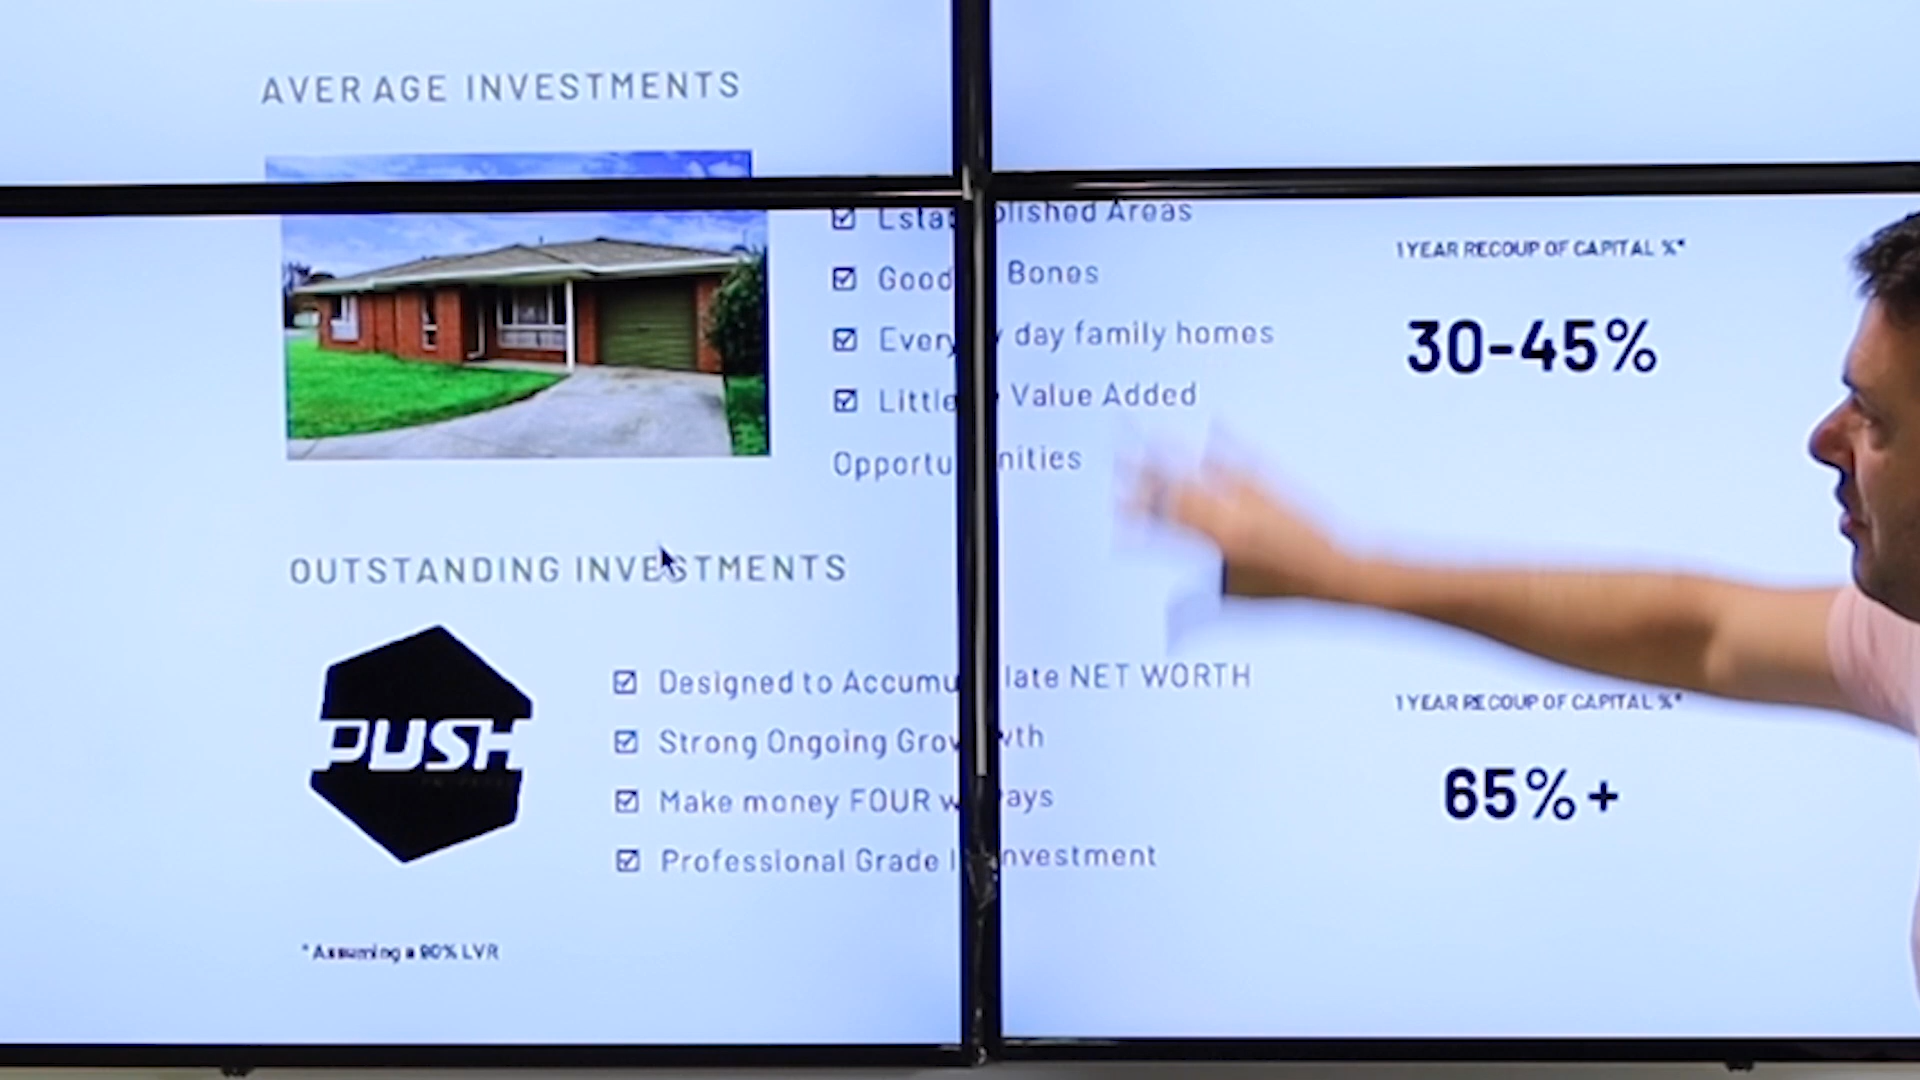 AVERAGE INVESTMENTS
Established Areas
Good Bones
Every day family homes
Little Value Added
Opportunities
1 YEAR RECOUP OF CAPITAL %*
30-45%
OUTSTANDING INVESTMENTS
PUSH
Designed to Accumulate NET WORTH
Strong Ongoing Growth
Make money FOUR ways
Professional Grade Investment
1 YEAR RECOUP OF CAPITAL %*
65%+
*Assuming a 90% LVR